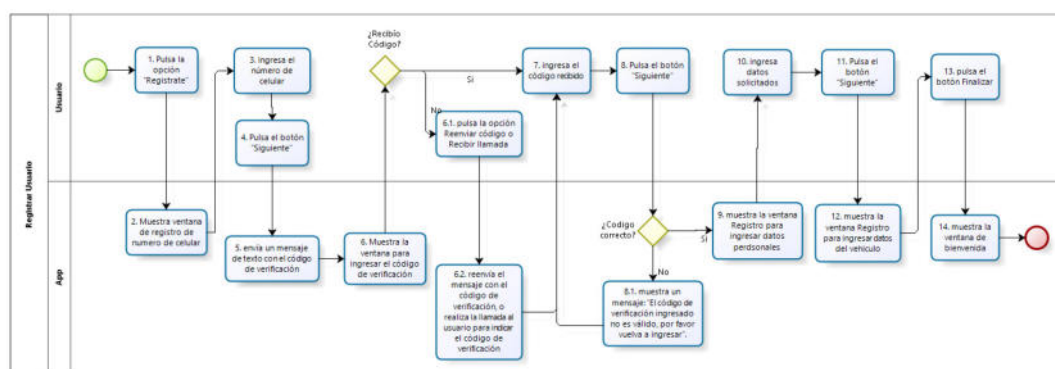 Registrar Usuario
Usuario
App
1. Pulsa la
opción
"Registrate"
2. Muestra ventana
de registro de
numero de celular
3. Ingresa el
número de
celular
4. Pulsa el botón
"Siguiente"
5. envía un mensaje
de texto con el código
de verificación
6. Muestra la
ventana para
ingresar el código
de verificación
¿Recibío
Código?
Si
No
6.1. pulsa la opción
Reenviar código o
Recibir llamada
6.2. reenvía el
mensaje con el
código de
verificación, o
realiza la llamada al
usuario para indicar
el código de
verificación
7. ingresa el
código recibido
8. Pulsa el botón
"Siguiente"
¿Codigo
correcto?
Si
No
8.1. muestra un
mensaje: "El código de
verificación ingresado
no es válido, por favor
vuelva a ingresar".
9. muestra la ventana
Registro para
ingresar datos
perdsonales
10. ingresa
datos
solicitados
11. Pulsa el
botón
"Siguiente"
12. muestra la
ventana Registro
para ingresar datos
del vehículo
13. pulsa el
botón Finalizar
14. muestra la
ventana de
bienvenida